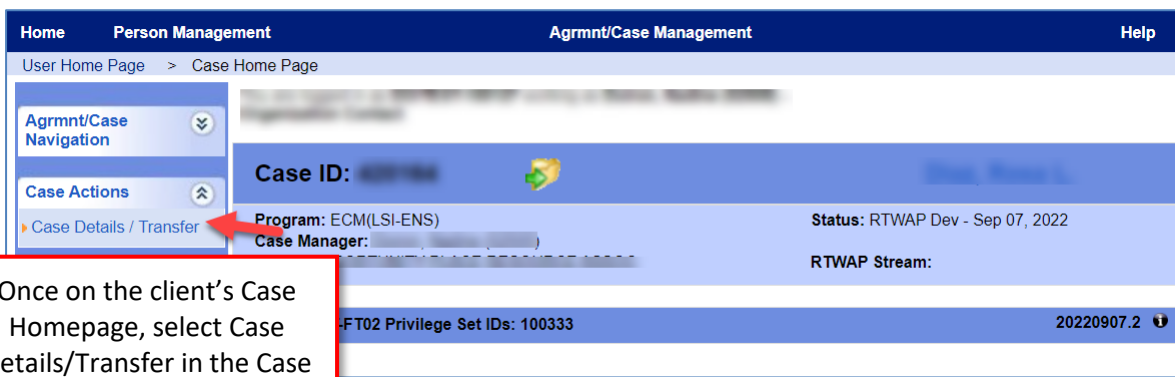 Home Person Management Agrmnt/Case Management Help
User Home Page > Case Home Page
Agrmnt/Case
Navigation
Case ID:
Case Actions
Case Details / Transfer
Program: ECM(LSI-ENS) Status: RTWAP Dev - Sep 07, 2022
Case Manager:
RTWAP Stream:
-FT02 Privilege Set IDs: 100333 20220907.2
Once on the client's Case
Homepage, select Case
etails/Transfer in the Case